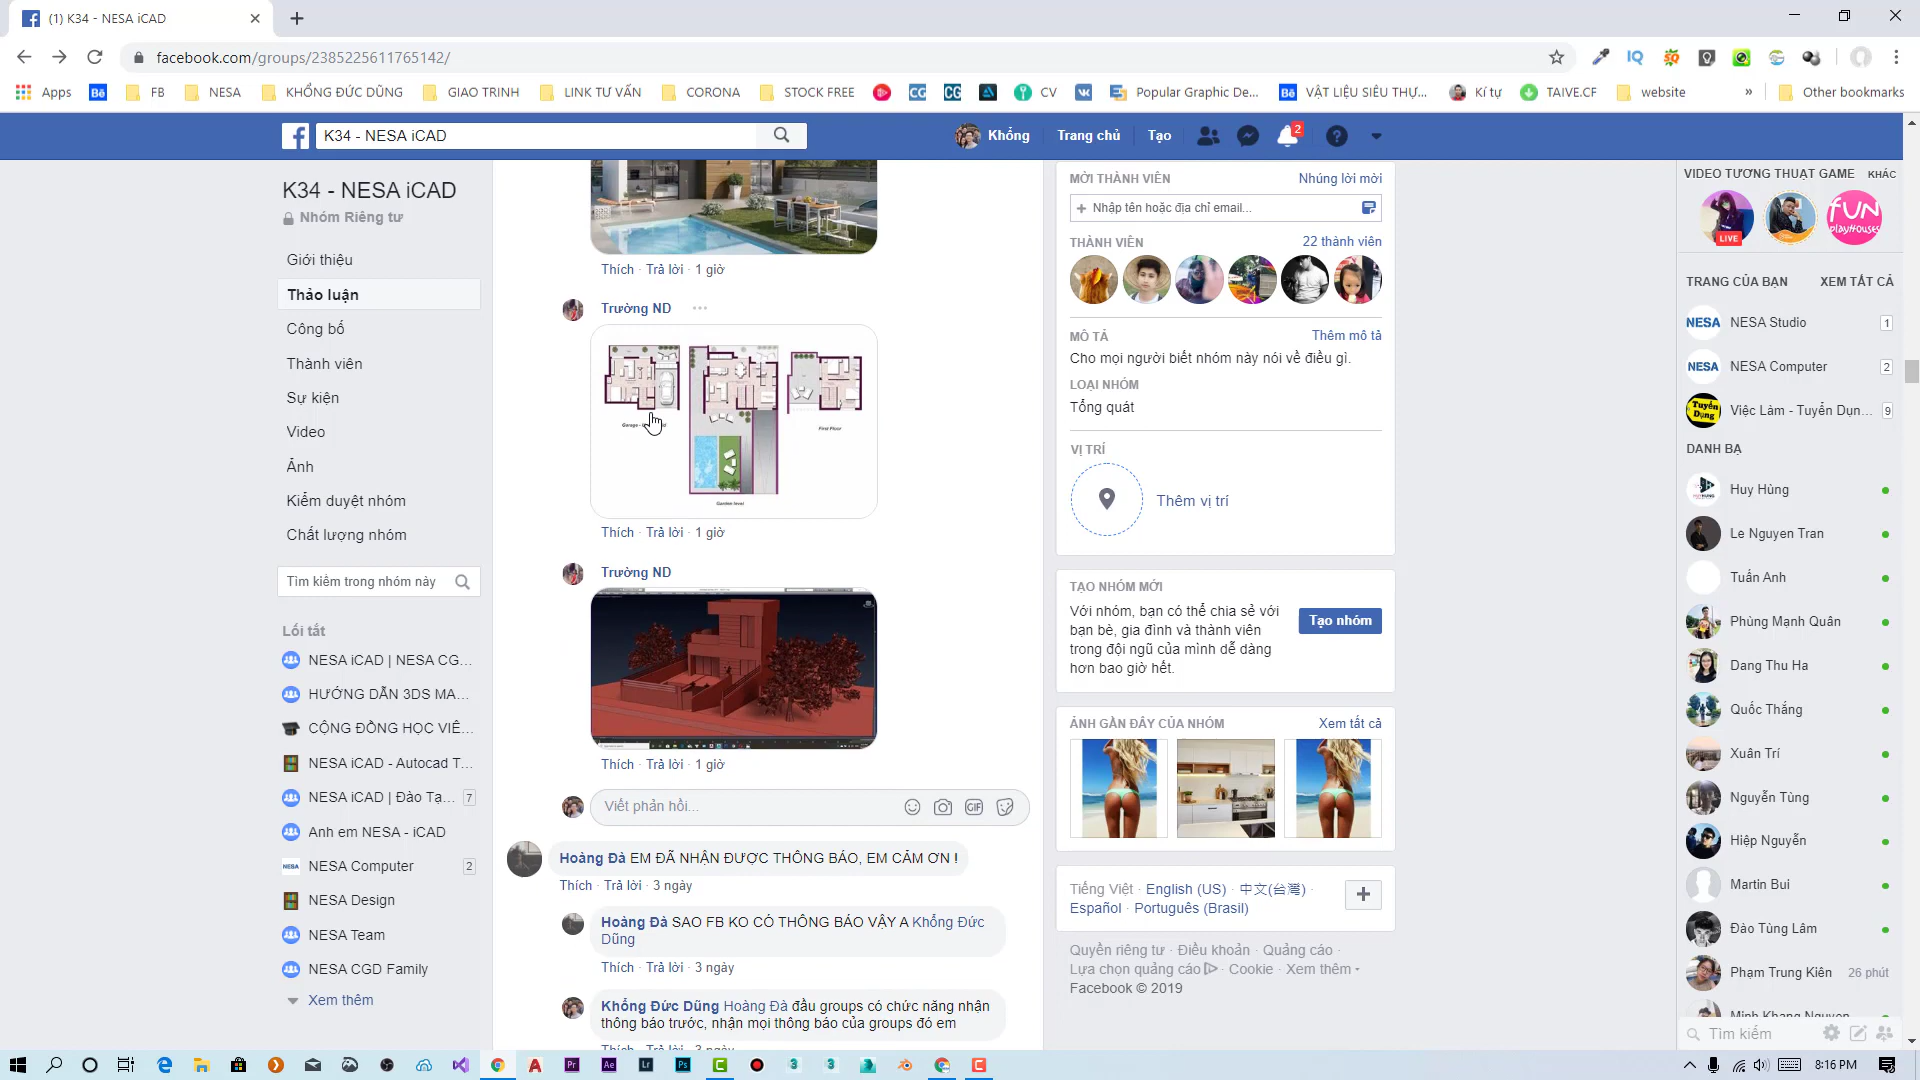 (1) K34 - NESA iCAD
facebook.com/groups/2385225611765142/
Apps
FB
NESA
KHỔNG ĐỨC DŨNG
GIAO TRINH
LINK TƯ VẤN
CORONA
STOCK FREE
CV
Popular Graphic De...
VẬT LIỆU SIÊU THỰ...
Kí tự
TAIVE.CF
website
»
Other bookmarks
K34 - NESA iCAD
Khổng
Trang chủ
Tạo
2
K34 - NESA iCAD
Nhóm Riêng tư
Giới thiệu
Thảo luận
Công bố
Thành viên
Sự kiện
Video
Ảnh
Kiểm duyệt nhóm
Chất lượng nhóm
Tìm kiếm trong nhóm này
Lối tắt
NESA iCAD | NESA CG...
HƯỚNG DẪN 3DS MA...
CỘNG ĐỒNG HỌC VIÊ...
NESA iCAD - Autocad T...
NESA iCAD | Đào Tạ... 7
Anh em NESA - iCAD
NESA Computer 2
NESA Design
NESA Team
NESA CGD Family
Xem thêm
Thích · Trả lời · 1 giờ
Trường ND
First Floor
Garden level
Thích · Trả lời · 1 giờ
Trường ND
Thích · Trả lời · 1 giờ
Viết phản hồi...
GIF
Hoàng Đà EM ĐÃ NHẬN ĐƯỢC THÔNG BÁO, EM CẢM ƠN !
Thích · Trả lời · 3 ngày
Hoàng Đà SAO FB KO CÓ THÔNG BÁO VẬY A Khổng Đức
Dũng
Thích · Trả lời · 3 ngày
Khổng Đức Dũng Hoàng Đà đầu groups có chức năng nhận
thông báo trước, nhận mọi thông báo của groups đó em
Thích · Trả lời · 3 ngày
MỜI THÀNH VIÊN
Nhúng lời mời
+ Nhập tên hoặc địa chỉ email...
THÀNH VIÊN
22 thành viên
MÔ TẢ
Thêm mô tả
Cho mọi người biết nhóm này nói về điều gì.
LOẠI NHÓM
Tổng quát
VỊ TRÍ
Thêm vị trí
TẠO NHÓM MỚI
Với nhóm, bạn có thể chia sẻ với
bạn bè, gia đình và thành viên
trong đội ngũ của mình dễ dàng
hơn bao giờ hết.
Tạo nhóm
ẢNH GẦN ĐÂY CỦA NHÓM
Xem tất cả
Tiếng Việt · English (US) · 中文(台灣) ·
Español · Português (Brasil)
Quyền riêng tư · Điều khoản · Quảng cáo ·
Lựa chọn quảng cáo · Cookie · Xem thêm
Facebook © 2019
VIDEO TƯƠNG THUẬT GAME
KHÁC
LIVE
FUN
playHouses
TRANG CỦA BẠN
XEM TẤT CẢ
NESA NESA Studio 1
NESA NESA Computer 2
Tuyển Dụng Việc Làm - Tuyển Dụn... 9
DANH BẠ
Huy Hùng
Le Nguyen Tran
Tuấn Anh
Phùng Mạnh Quân
Dang Thu Ha
Quốc Thắng
Xuân Trí
Nguyễn Tùng
Hiệp Nguyễn
Martin Bui
Đào Tùng Lâm
Phạm Trung Kiên 26 phút
Minh Khang Nguyen
Tìm kiếm
8:16 PM